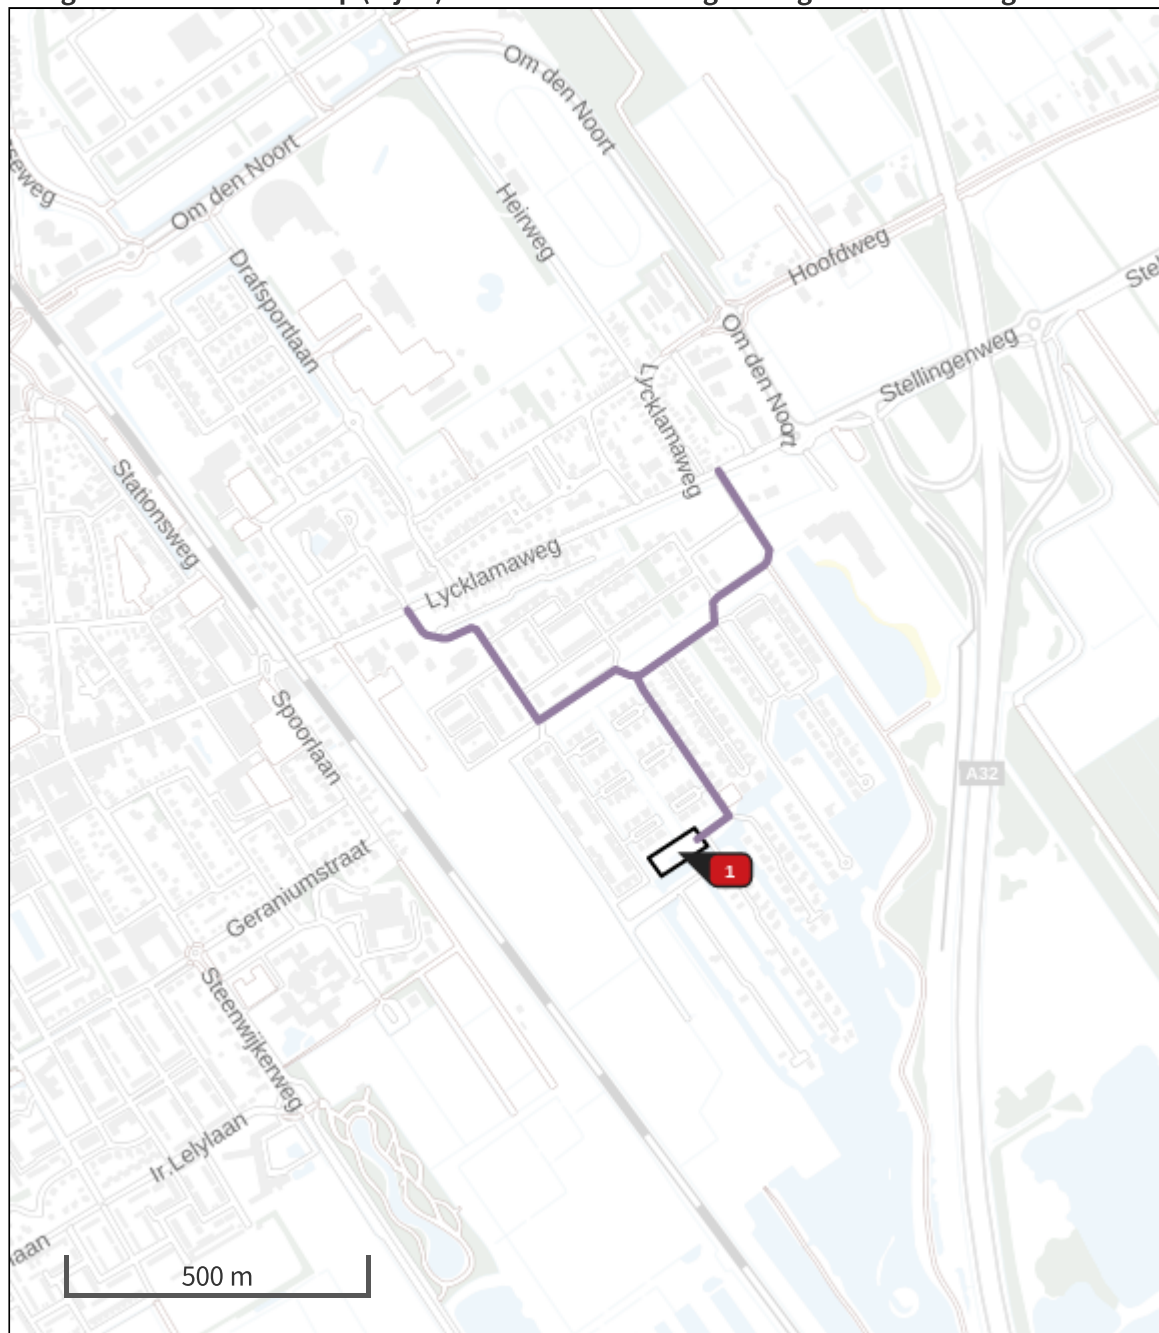 Om den Noort
Om den Noort
Heirweg
Hoofdweg
Drafsportlaan
Om den Noort
Stellingenweg
Lycklamaweg
Stationsweg
Lycklamaweg
Spoorlaan
A32
1
Geraniumstraat
Steenwijkerweg
Ir.Lelylaan
500 m